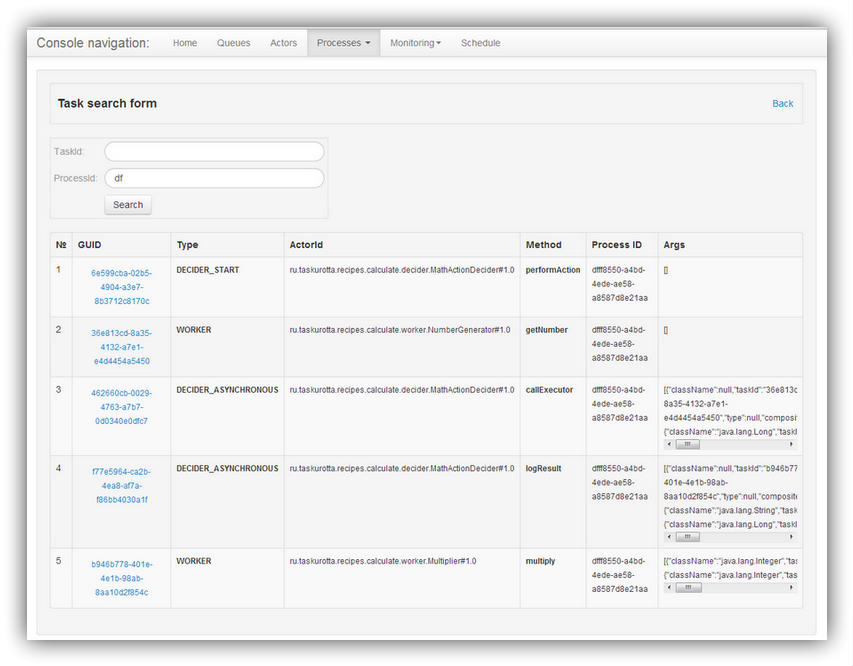 Console navigation: Home Queues Actors Processes Monitoring Schedule
Task search form Back
TaskId:
ProcessId: df
Search
№ GUID Type ActorId Method Process ID Args
1 6e599cba-02b5-4904-a3e7-8b3712c8170c DECIDER_START ru.taskurotta.recipes.calculate.decider.MathActionDecider#1.0 performAction dfff8550-a4bd-4ede-ae58-a8587d8e21aa []
2 36e813cd-8a35-4132-a7e1-e4d4454a5450 WORKER ru.taskurotta.recipes.calculate.worker.NumberGenerator#1.0 getNumber dfff8550-a4bd-4ede-ae58-a8587d8e21aa []
3 462660cb-0029-4763-a7b7-0d0340e0dfc7 DECIDER_ASYNCHRONOUS ru.taskurotta.recipes.calculate.decider.MathActionDecider#1.0 callExecutor dfff8550-a4bd-4ede-ae58-a8587d8e21aa
[{"className":null,"taskId":"36e813c
8a35-4132-a7e1-
e4d4454a5450","type":null,"composit
{"className":"java.lang.Long","taskI
4 f77e5964-ca2b-4ea8-af7a-f86bb4030a1f DECIDER_ASYNCHRONOUS ru.taskurotta.recipes.calculate.decider.MathActionDecider#1.0 logResult dfff8550-a4bd-4ede-ae58-a8587d8e21aa
[{"className":null,"taskId":"b946b77
401e-4e1b-98ab-
8aa10d2f854c","type":null,"composite
{"className":"java.lang.String","task
{"className":"java.lang.Long","taskI
5 b946b778-401e-4e1b-98ab-8aa10d2f854c WORKER ru.taskurotta.recipes.calculate.worker.Multiplier#1.0 multiply dfff8550-a4bd-4ede-ae58-a8587d8e21aa
[{"className":"java.lang.Integer","tas
{"className":"java.lang.Integer","tas